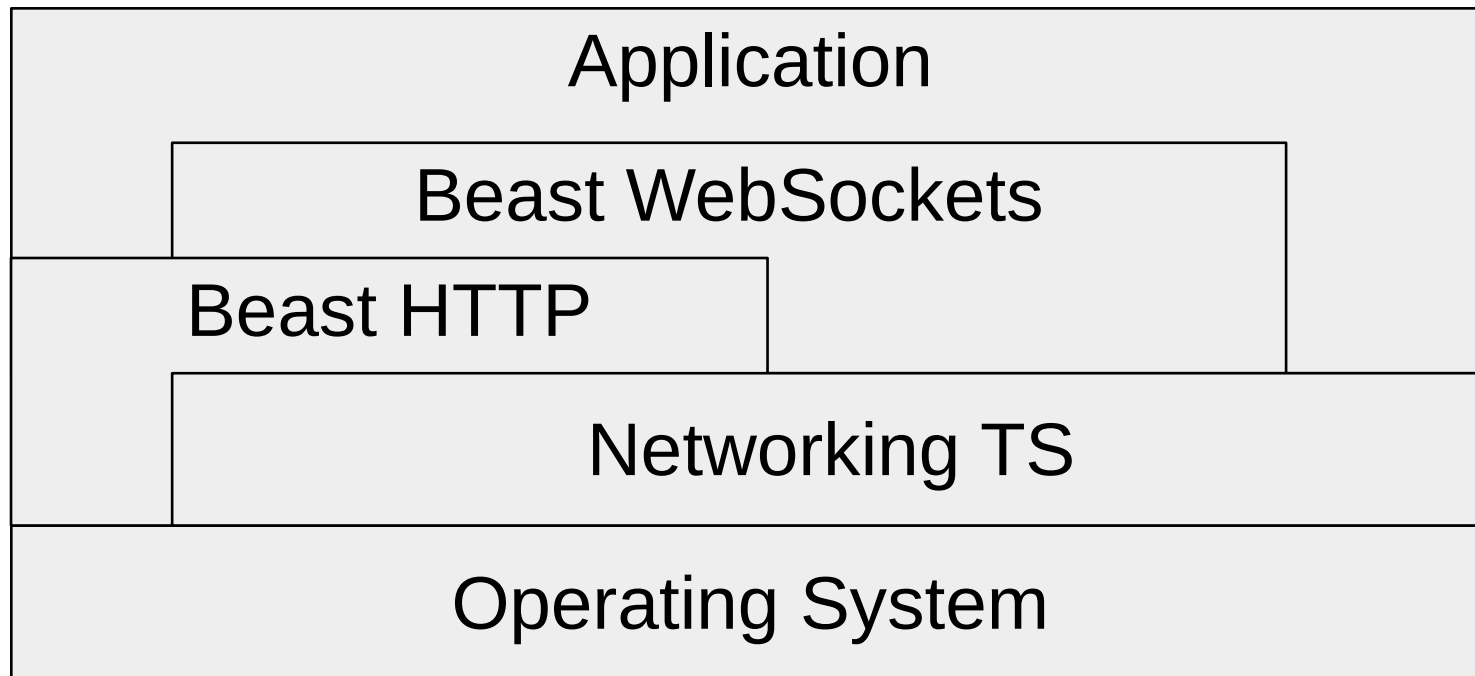 Application
Beast WebSockets
Beast HTTP
Networking TS
Operating System